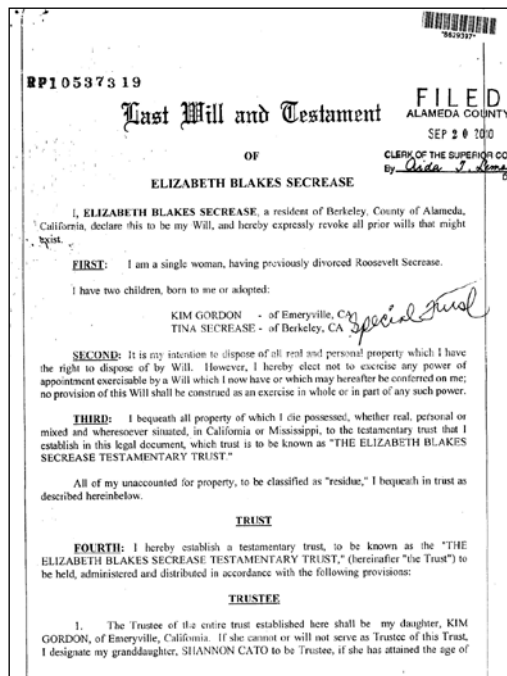 *8629397*
RP10537319
Last Will and Testament
FILED
ALAMEDA COUNTY
SEP 20 2010
CLERK OF THE SUPERIOR CO
By Aida
OF
ELIZABETH BLAKES SECREASE
I, ELIZABETH BLAKES SECREASE, a resident of Berkeley, County of Alameda,
California, declare this to be my Will, and hereby expressly revoke all prior wills that might
exist.
FIRST: I am a single woman, having previously divorced Roosevelt Secrease.
I have two children, born to me or adopted:
KIM GORDON - of Emeryville, CA
TINA SECREASE - of Berkeley, CA Special Trust
SECOND: It is my intention to dispose of all real and personal property which I have
the right to dispose of by Will. However, I hereby elect not to exercise any power of
appointment exercisable by a Will which I now have or which may hereafter be conferred on me;
no provision of this Will shall be construed as an exercise in whole or in part of any such power.
THIRD: I bequeath all property of which I die possessed, whether real, personal or
mixed and wheresoever situated, in California or Mississippi, to the testamentary trust that I
establish in this legal document, which trust is to be known as "THE ELIZABETH BLAKES
SECREASE TESTAMENTARY TRUST."
All of my unaccounted for property, to be classified as "residue," I bequeath in trust as
described hereinbelow.
TRUST
FOURTH: I hereby establish a testamentary trust, to be known as the "THE
ELIZABETH BLAKES SECREASE TESTAMENTARY TRUST," (hereinafter "the Trust") to
be held, administered and distributed in accordance with the following provisions:
TRUSTEE
1. The Trustee of the entire trust established here shall be my daughter, KIM
GORDON, of Emeryville, California. If she cannot or will not serve as Trustee of this Trust,
I designate my granddaughter, SHANNON CATO to be Trustee, if she has attained the age of